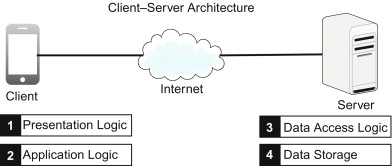 Client–Server Architecture
Client
Internet
Server
1 Presentation Logic
2 Application Logic
3 Data Access Logic
4 Data Storage